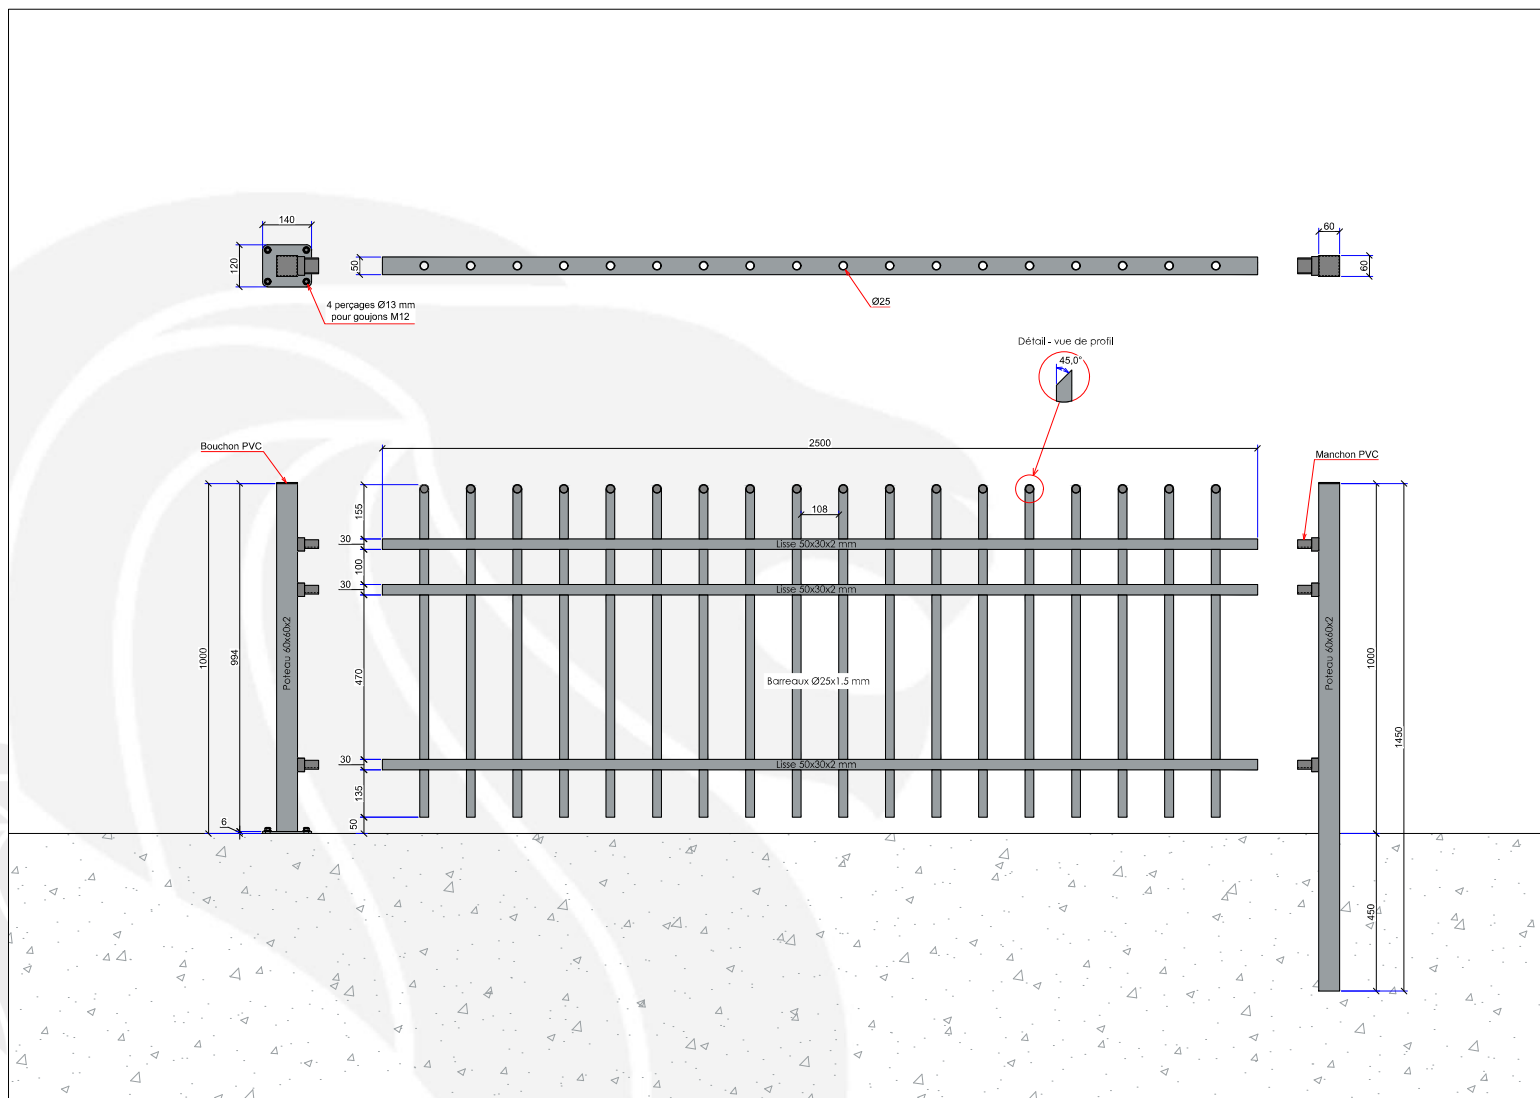 140
120
4 perçages Ø13 mm
pour goujons M12
50
Ø25
60
60
Détail - vue de profil
45,0°
Bouchon PVC
2500
Manchon PVC
1000
994
6
Poteau 60x60x2
155
30
100
30
470
30
135
50
108
Lisse 50x30x2 mm
Lisse 50x30x2 mm
Barreaux Ø25x1.5 mm
Lisse 50x30x2 mm
Poteau 60x60x2
1000
1450
450